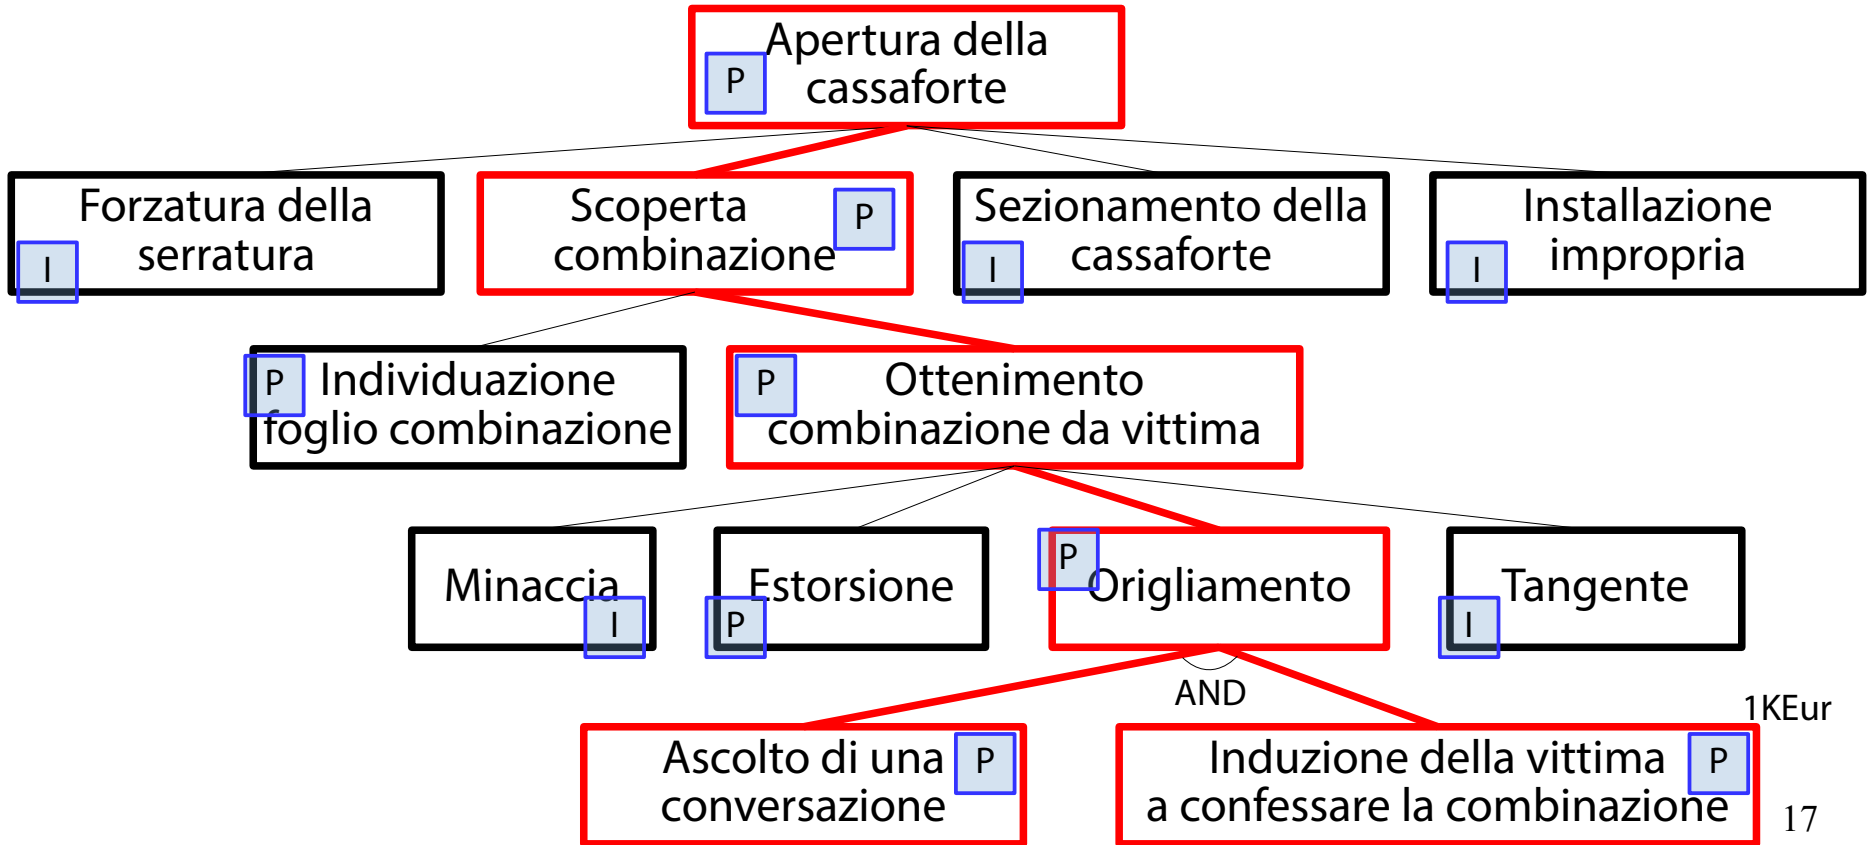 Apertura della
P
cassaforte
Forzatura della
serratura
I
Scoperta
combinazione
P
Sezionamento della
cassaforte
I
Installazione
impropria
I
P
Individuazione
foglio combinazione
P
Ottenimento
combinazione da vittima
Minaccia
I
Estorsione
P
P
Origliamento
Tangente
I
AND
1KEur
Ascolto di una
conversazione
P
Induzione della vittima
a confessare la combinazione
P
17